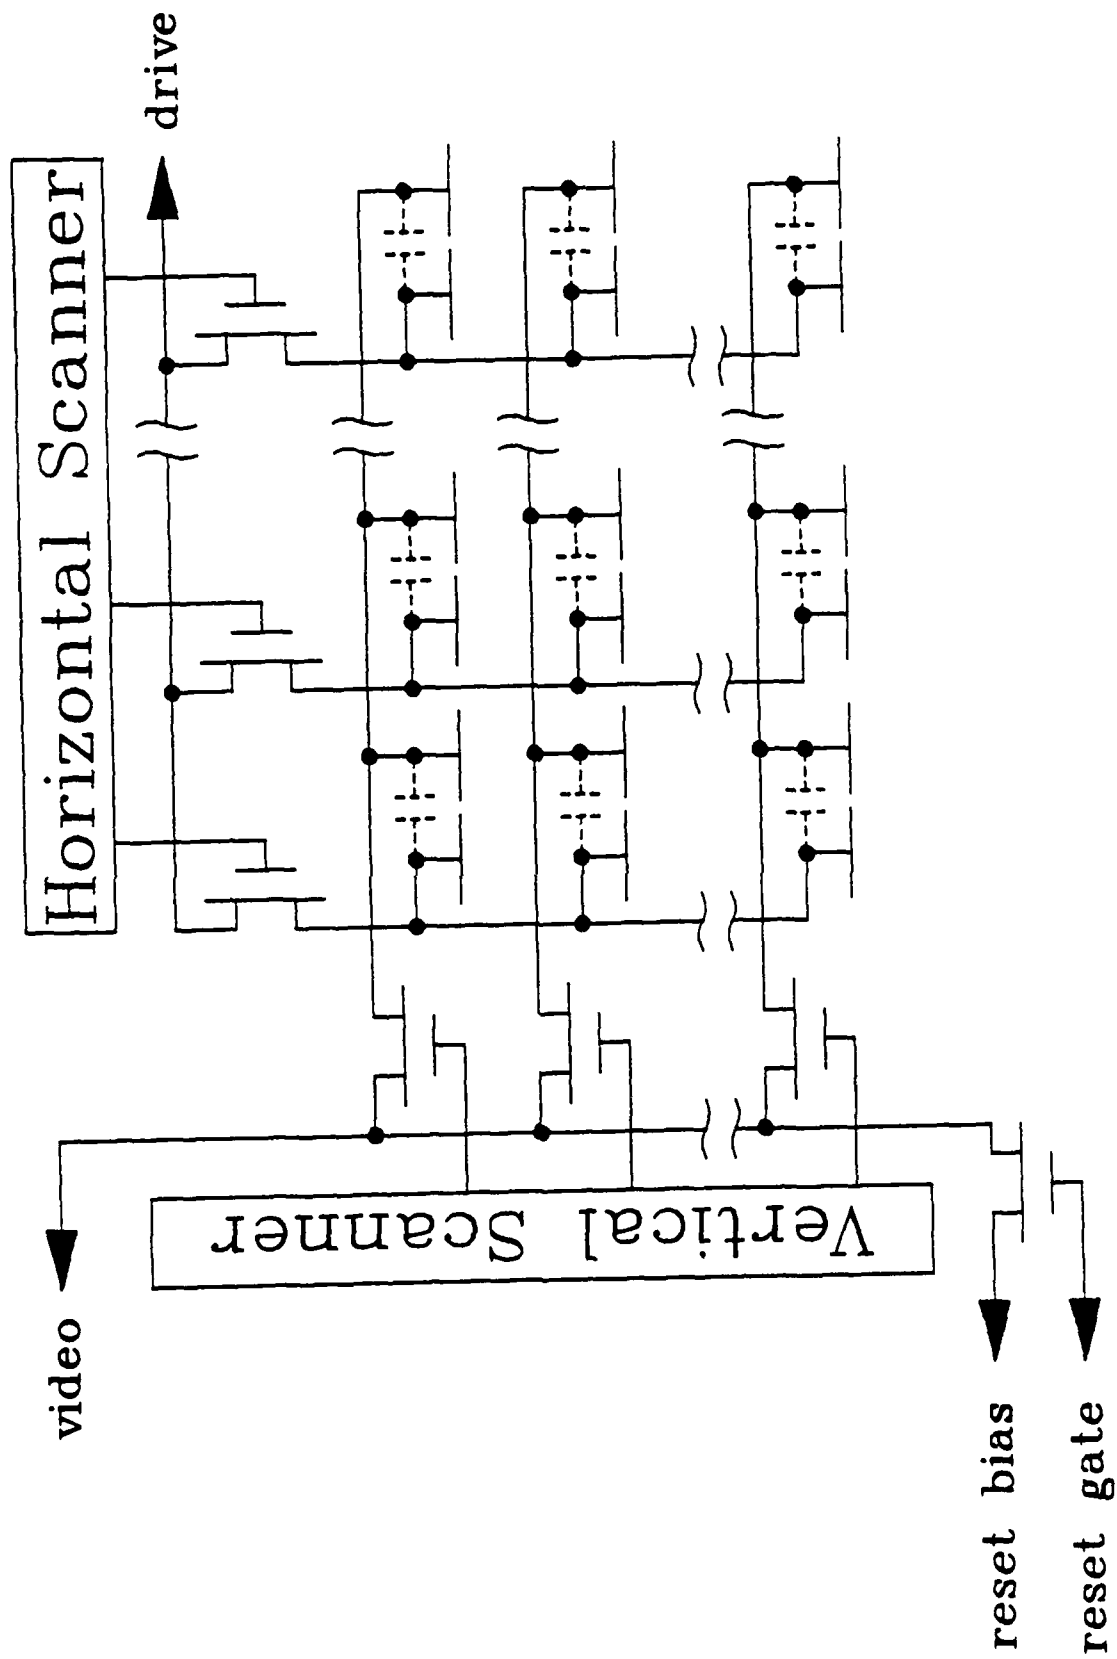 Horizontal Scanner
drive
video
Vertical Scanner
reset bias
reset gate